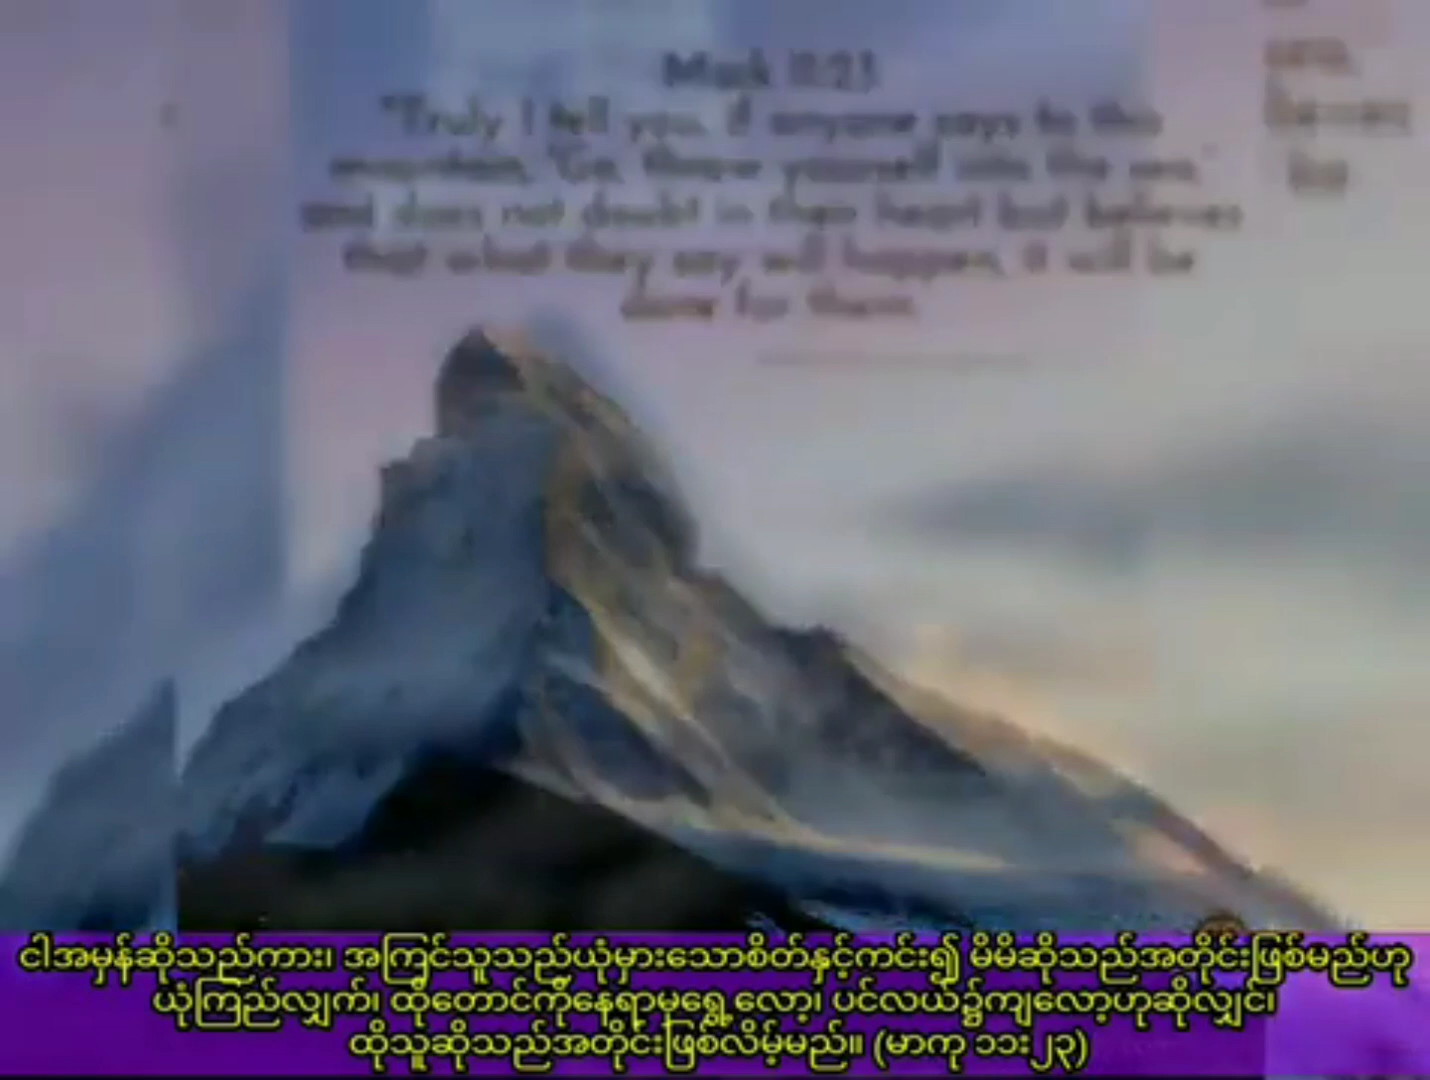 Mark 11:23
"Truly I tell you, if anyone says to this
mountain, 'Go, throw yourself into the sea,'
and does not doubt in their heart but believes
that what they say will happen, it will be
done for them.
ငါအမှန်ဆိုသည်ကား၊ အကြင်သူသည်ယုံမှားသောစိတ်နှင့်ကင်း၍ မိမိဆိုသည်အတိုင်းဖြစ်မည်ဟု
ယုံကြည်လျှက်၊ ထိုတောင်ကိုနေရာမှရွှေ့လော့၊ ပင်လယ်၌ကျလော့ဟုဆိုလျှင်၊
ထိုသူဆိုသည်အတိုင်းဖြစ်လိမ့်မည်။ (မာကု ၁၁း၂၃)